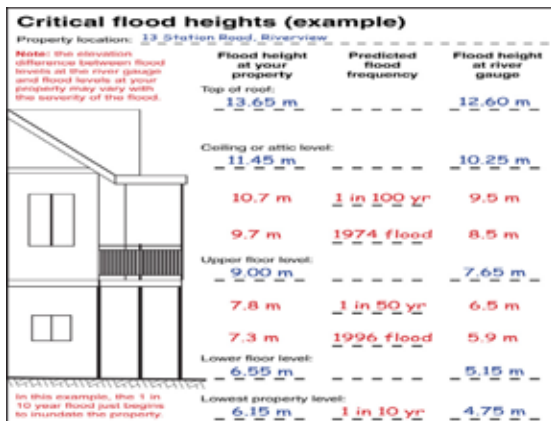 Critical flood heights (example)
Property location: 13 Station Road, Riverview
Note: the elevation
difference between flood
levels at the river gauge
and flood levels at your
property may vary with
the severity of the flood.
Flood height at your property Predicted flood frequency Flood height at river gauge
Top of roof:
13.65 m 12.60 m
Ceiling or attic level:
11.45 m 10.25 m
10.7 m 1 in 100 yr 9.5 m
9.7 m 1974 flood 8.5 m
Upper floor level:
9.00 m 7.65 m
7.8 m 1 in 50 yr 6.5 m
7.3 m 1996 flood 5.9 m
Lower floor level:
6.55 m 5.15 m
In this example, the 1 in
10 year flood just begins
to inundate the property.
Lowest property level:
6.15 m 1 in 10 yr 4.75 m